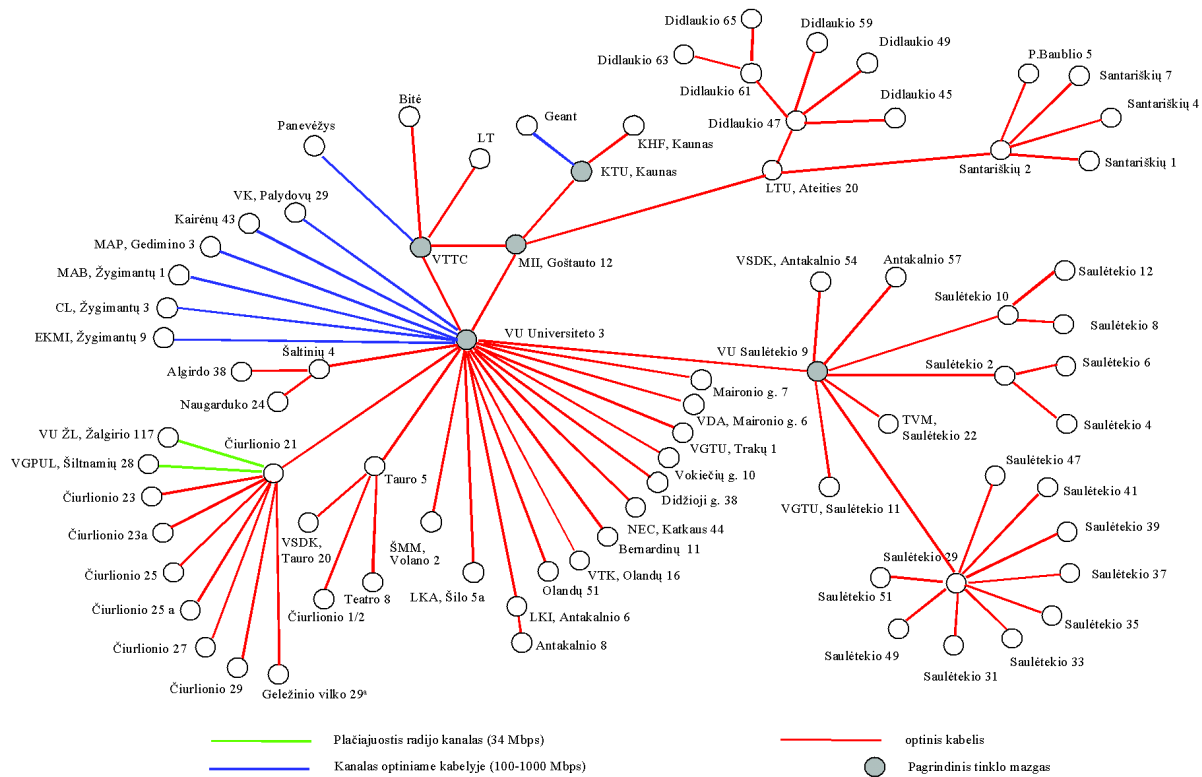 Didlaukio 65
Didlaukio 59
Didlaukio 63
Didlaukio 49
Didlaukio 61
P.Baublio 5
Santariškių 7
Didlaukio 45
Santariškių 4
Bitė
Geant
Didlaukio 47
Panevėžys
LT
KHF, Kaunas
Santariškių 1
KTU, Kaunas
Santariškių 2
LTU, Ateities 20
VK, Palydovų 29
Kairėnų 43
MAP, Gedimino 3
VTTC
MII, Goštauto 12
MAB, Žygimantų 1
VSDK, Antakalnio 54
Antakalnio 57
Saulėtekio 12
CL, Žygimantų 3
Saulėtekio 10
EKMI, Žygimantų 9
VU Universiteto 3
Saulėtekio 8
Šaltinių 4
VU Saulėtekio 9
Saulėtekio 2
Saulėtekio 6
Algirdo 38
Maironio g. 7
Naugarduko 24
VDA, Maironio g. 6
TVM,
Saulėtekio 22
Saulėtekio 4
VU ŽL, Žalgirio 117
Čiurlionio 21
VGTU, Trakų 1
VGPUL, Šiltnamių 28
Tauro 5
Vokiečių g. 10
Saulėtekio 47
Čiurlionio 23
Didžioji g. 38
Saulėtekio 41
VGTU, Saulėtekio 11
NEC, Katkaus 44
Čiurlionio 23a
VSDK,
Tauro 20
ŠMM,
Volano 2
Bernardinų 11
Saulėtekio 39
Saulėtekio 29
Čiurlionio 25
VTK, Olandų 16
Saulėtekio 37
Olandų 51
Saulėtekio
51
Teatro 8
LKA, Šilo 5a
Čiurlionio 25 a
Čiurlionio 1/2
LKI, Antakalnio 6
Saulėtekio 35
Čiurlionio 27
Antakalnio 8
Saulėtekio
49
Saulėtekio
33
Saulėtekio
31
Čiurlionio 29
Geležinio vilko 29ª
Plačiajuostis radijo kanalas (34 Mbps)
optinis kabelis
Kanalas optiniame kabelyje (100-1000 Mbps)
Pagrindinis tinklo mazgas